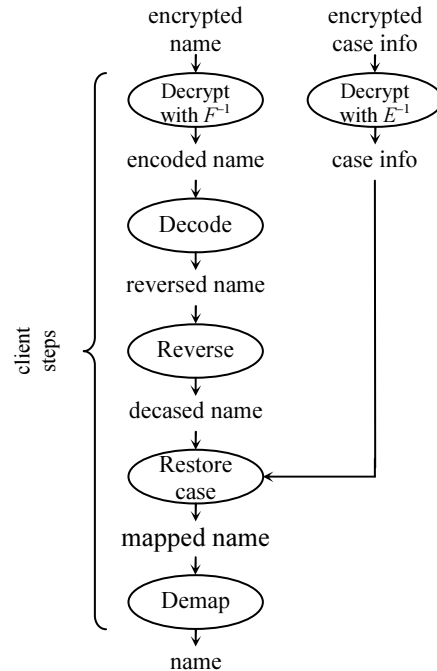 encrypted
name
encrypted
case info
Decrypt
with F⁻¹
Decrypt
with E⁻¹
encoded name
case info
Decode
reversed name
client
steps
Reverse
decased name
Restore
case
mapped name
Demap
name